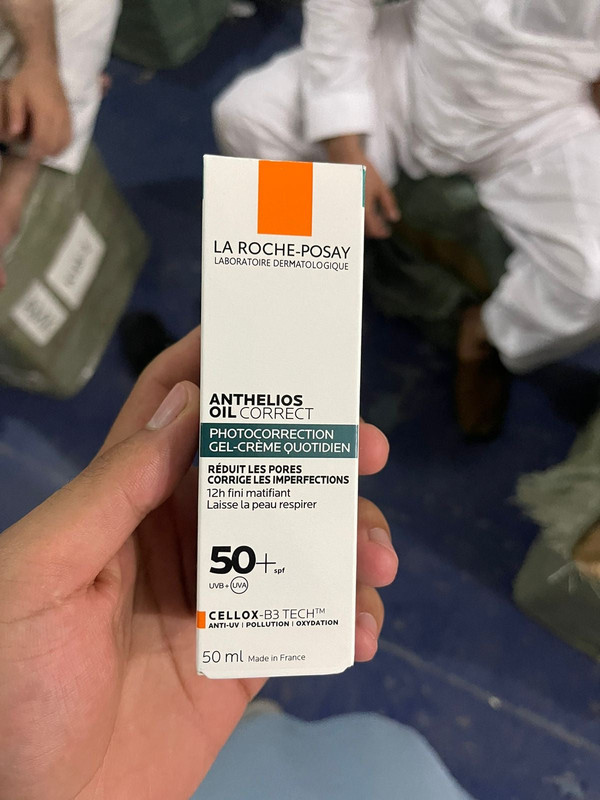 LA ROCHE-POSAY
LABORATOIRE DERMATOLOGIQUE
ANTHELIOS
OIL CORRECT
PHOTOCORRECTION
GEL-CRÈME QUOTIDIEN
RÉDUIT LES PORES
CORRIGE LES IMPERFECTIONS
12h fini matifiant
Laisse la peau respirer
50+ spf
UVB + UVA
CELLOX-B3 TECH™
ANTI-UV | POLLUTION | OXYDATION
50 ml Made in France